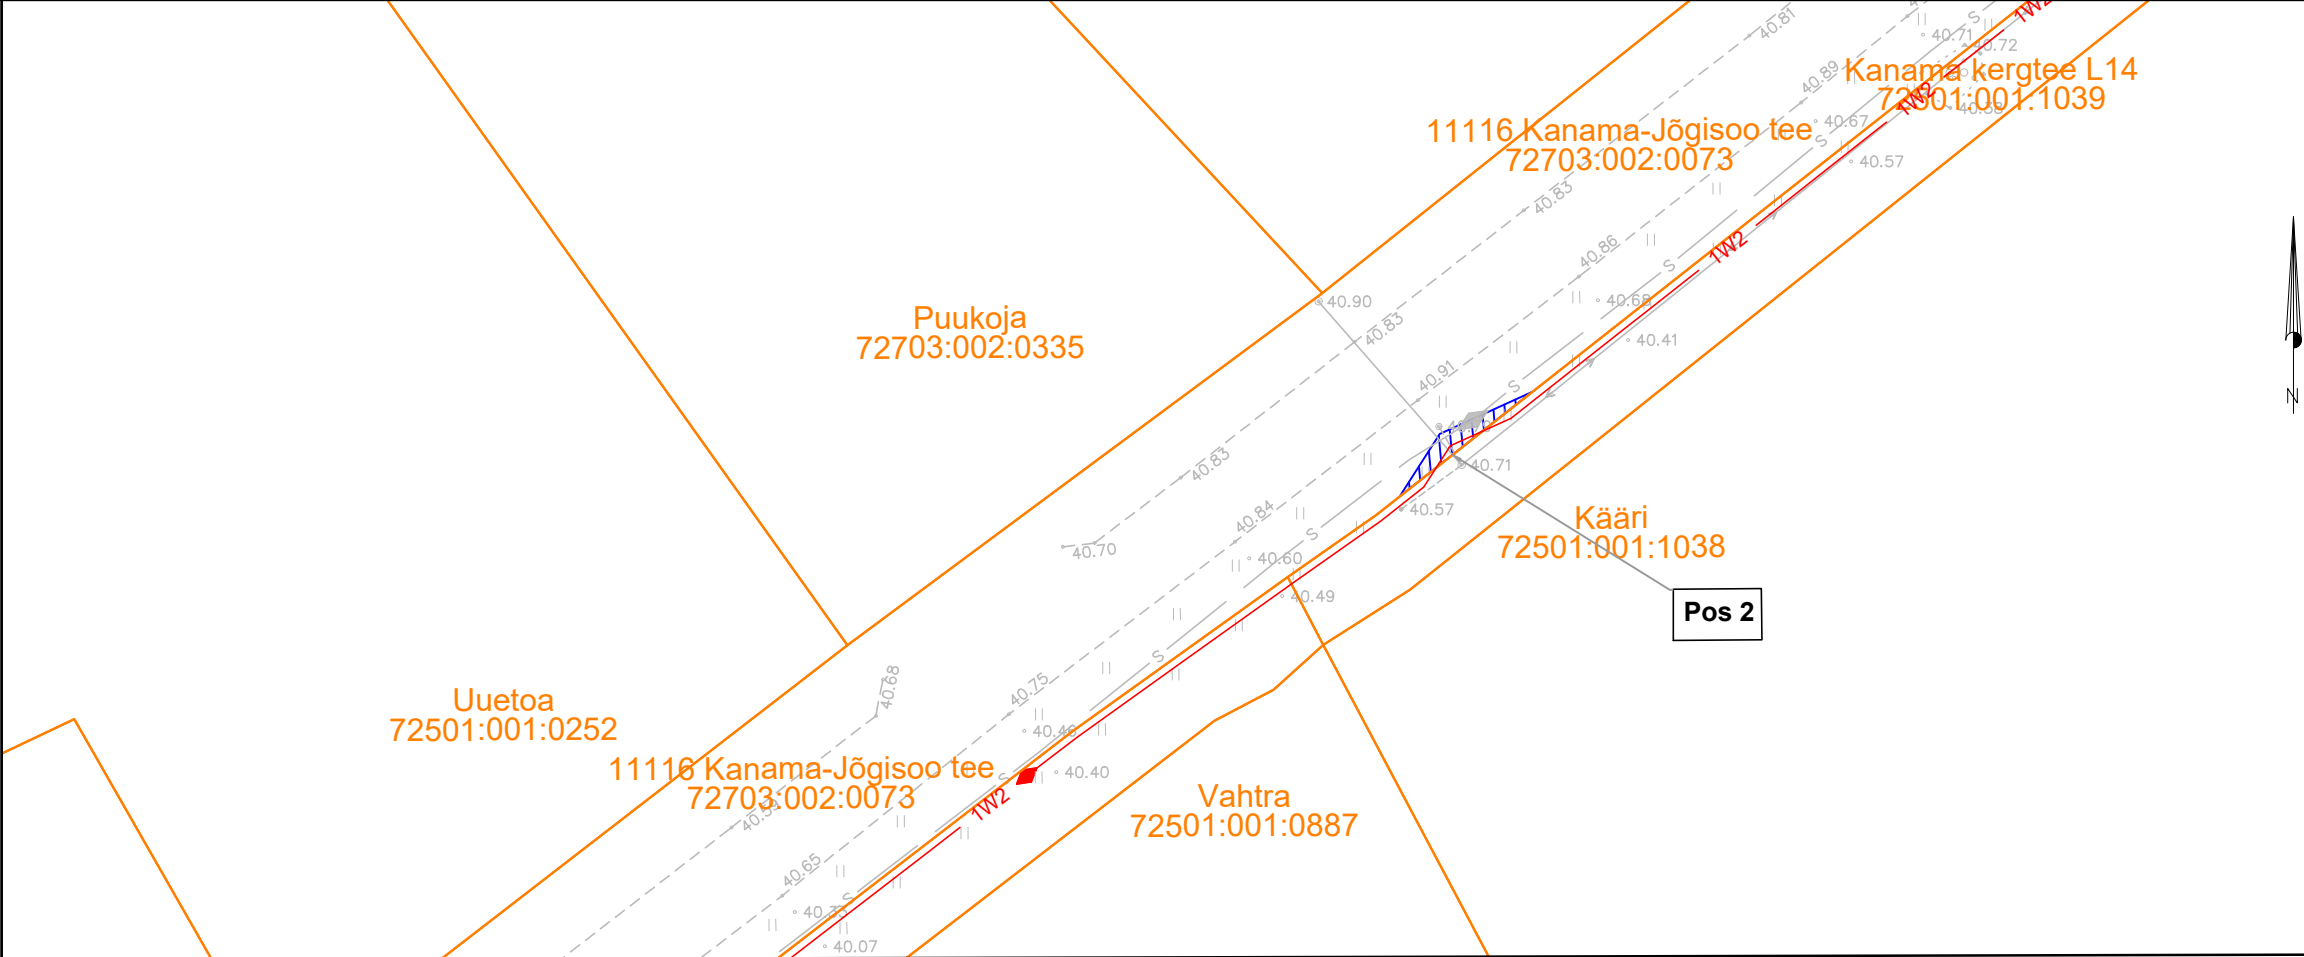 40.81
40.71
40.72
1W2
Kanama kergtee L14
72501:001:1039
40.89
1W2
11116 Kanama-Jõgisoo tee
72703:002:0073
40.67
S
S
40.57
40.83
40.86
1W2
S
Puukoja
72703:002:0335
40.90
40.83
40.68
40.41
40.91
S
N
40.83
40.71
40.57
Kääri
72501:001:1038
40.84
S
40.70
40.60
40.49
Pos 2
S
40.68
Uuetoa
72501:001:0252
40.75
40.46
11116 Kanama-Jõgisoo tee
72703:002:0073
S
40.40
1W2
Vahtra
72501:001:0887
40.65
S
40.07